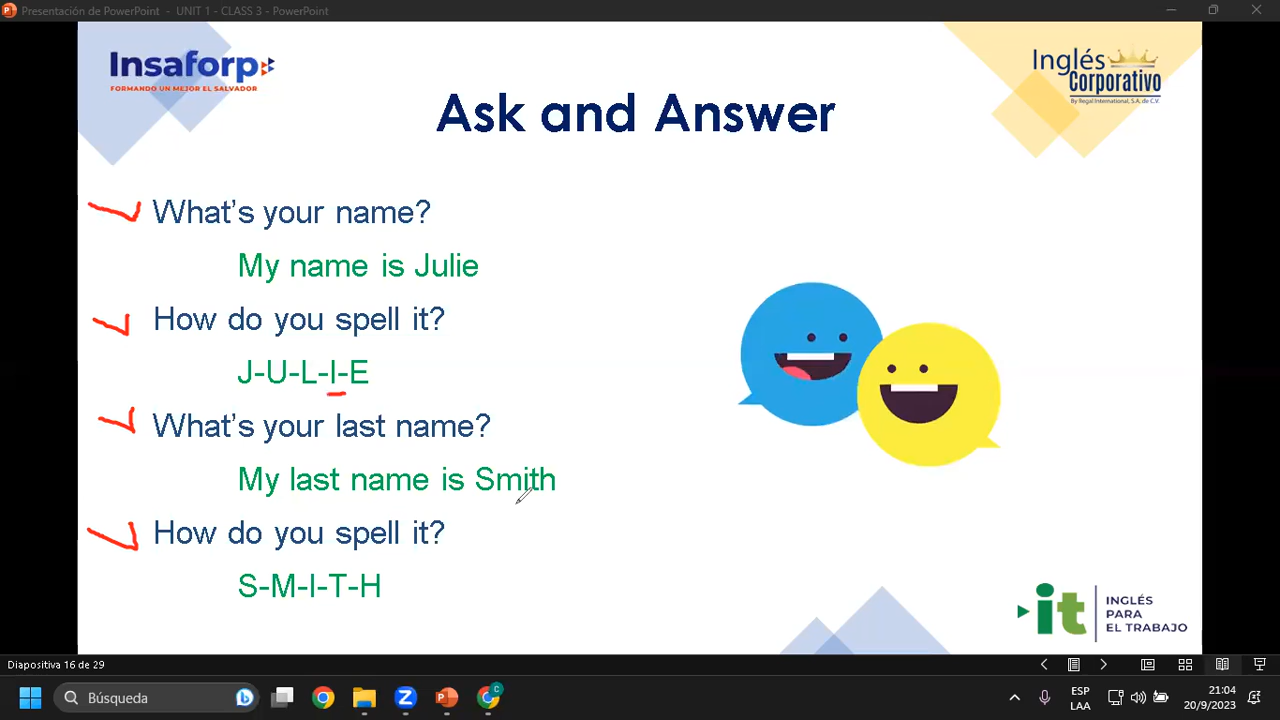 Presentación de PowerPoint - UNIT 1 - CLASS 3 - PowerPoint
Insaforp
FORMANDO UN MEJOR EL SALVADOR
Inglés
Corporativo
By Regal International, S.A. de C.V.
Ask and Answer
What's your name?
My name is Julie
How do you spell it?
J-U-L-I-E
What's your last name?
My last name is Smith
How do you spell it?
S-M-I-T-H
it
INGLÉS
PARA
EL TRABAJO
Diapositiva 16 de 29
Búsqueda
C
ESP
LAA
21:04
20/9/2023